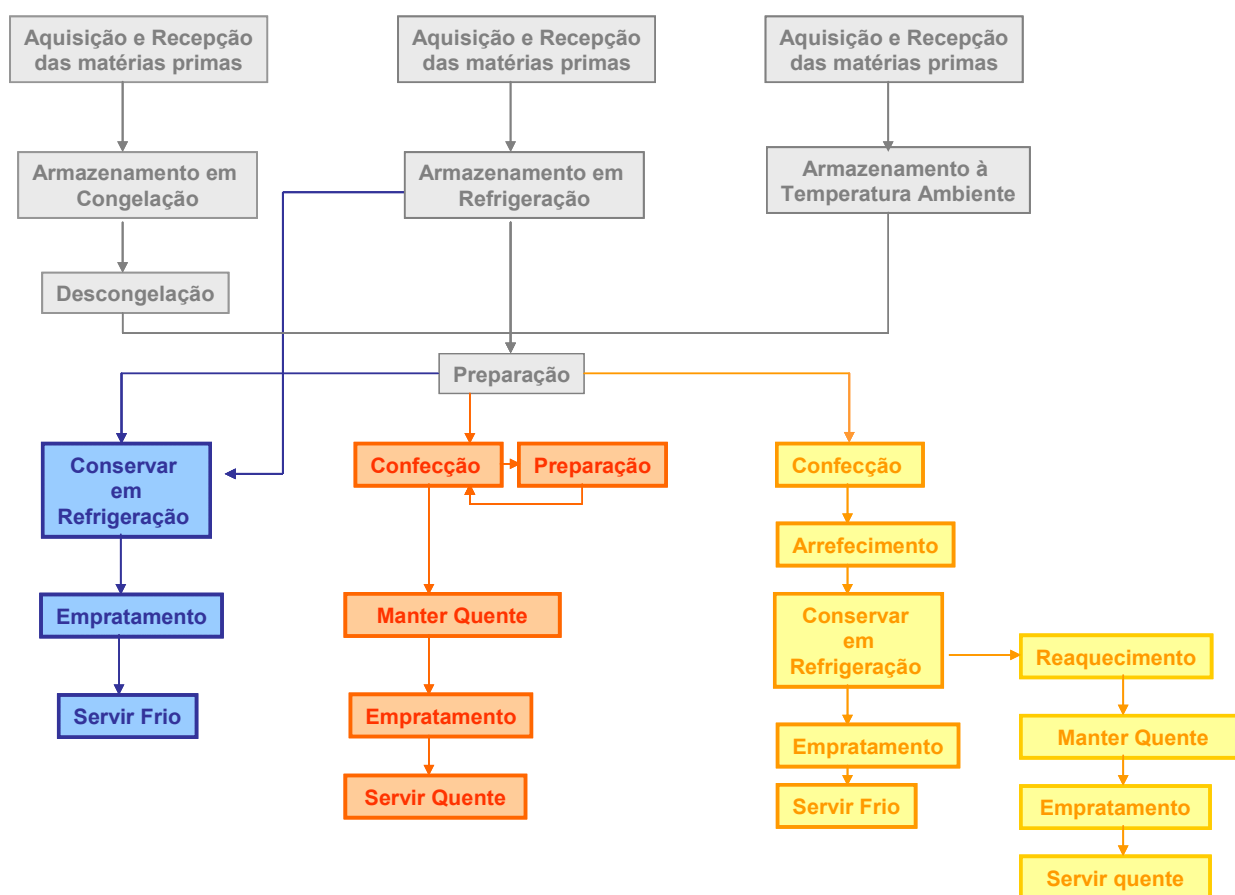 Aquisição e Recepção
das matérias primas
Aquisição e Recepção
das matérias primas
Aquisição e Recepção
das matérias primas
Armazenamento em
Congelação
Armazenamento em
Refrigeração
Armazenamento à
Temperatura Ambiente
Descongelação
Preparação
Conservar
em
Refrigeração
Empratamento
Servir Frio
Confecção
Preparação
Manter Quente
Empratamento
Servir Quente
Confecção
Arrefecimento
Conservar
em
Refrigeração
Empratamento
Servir Frio
Reaquecimento
Manter Quente
Empratamento
Servir quente